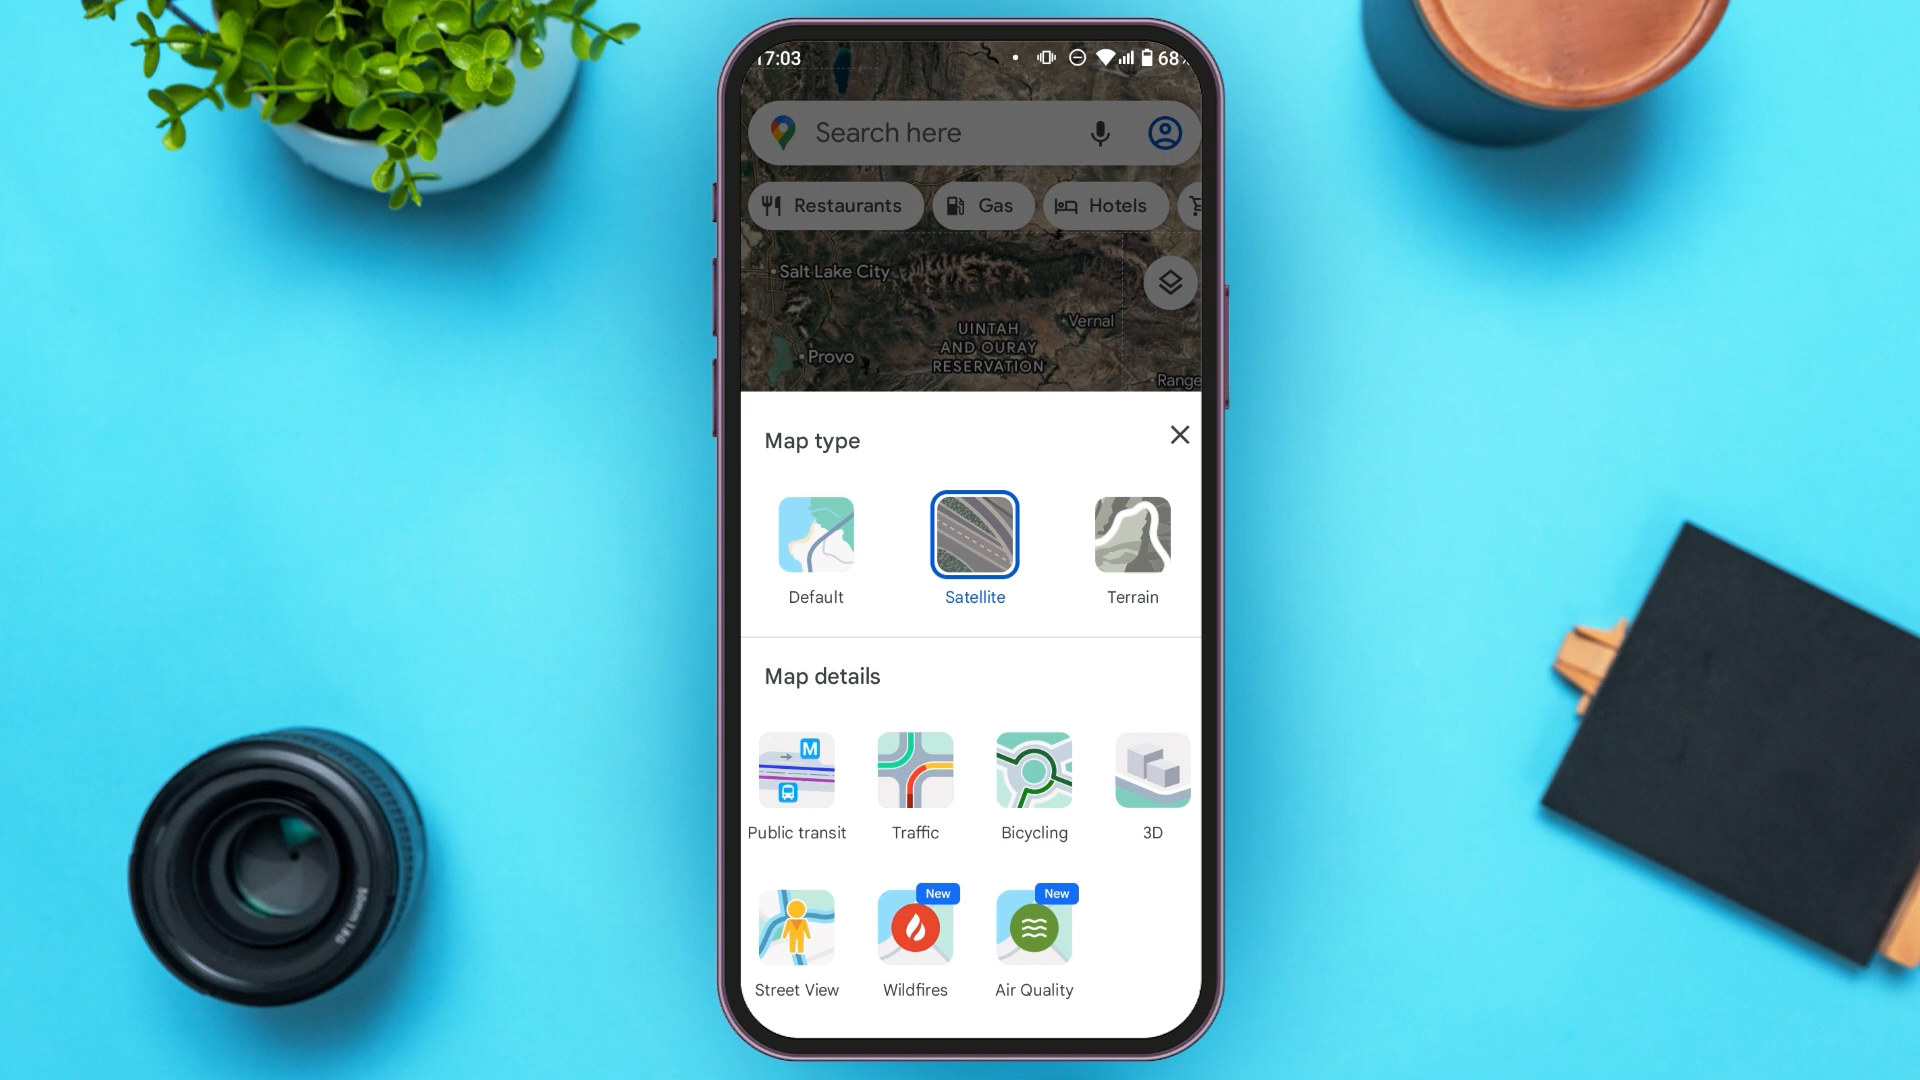 17:03
68
Search here
Restaurants
Gas
Hotels
Salt Lake City
Vernal
UINTAH
AND OURAY
RESERVATION
Provo
Range
Map type
Default
Satellite
Terrain
Map details
M
Public transit
Traffic
Bicycling
3D
New
New
Street View
Wildfires
Air Quality